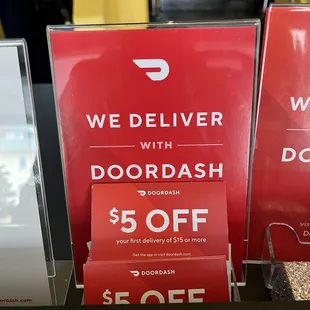 WE DELIVER
WITH
DOORDASH
DOORDASH
$5 OFF
your first delivery of $15 or more
Get the app or visit doordash.com
DOORDASH
$5 OFF
W
DO